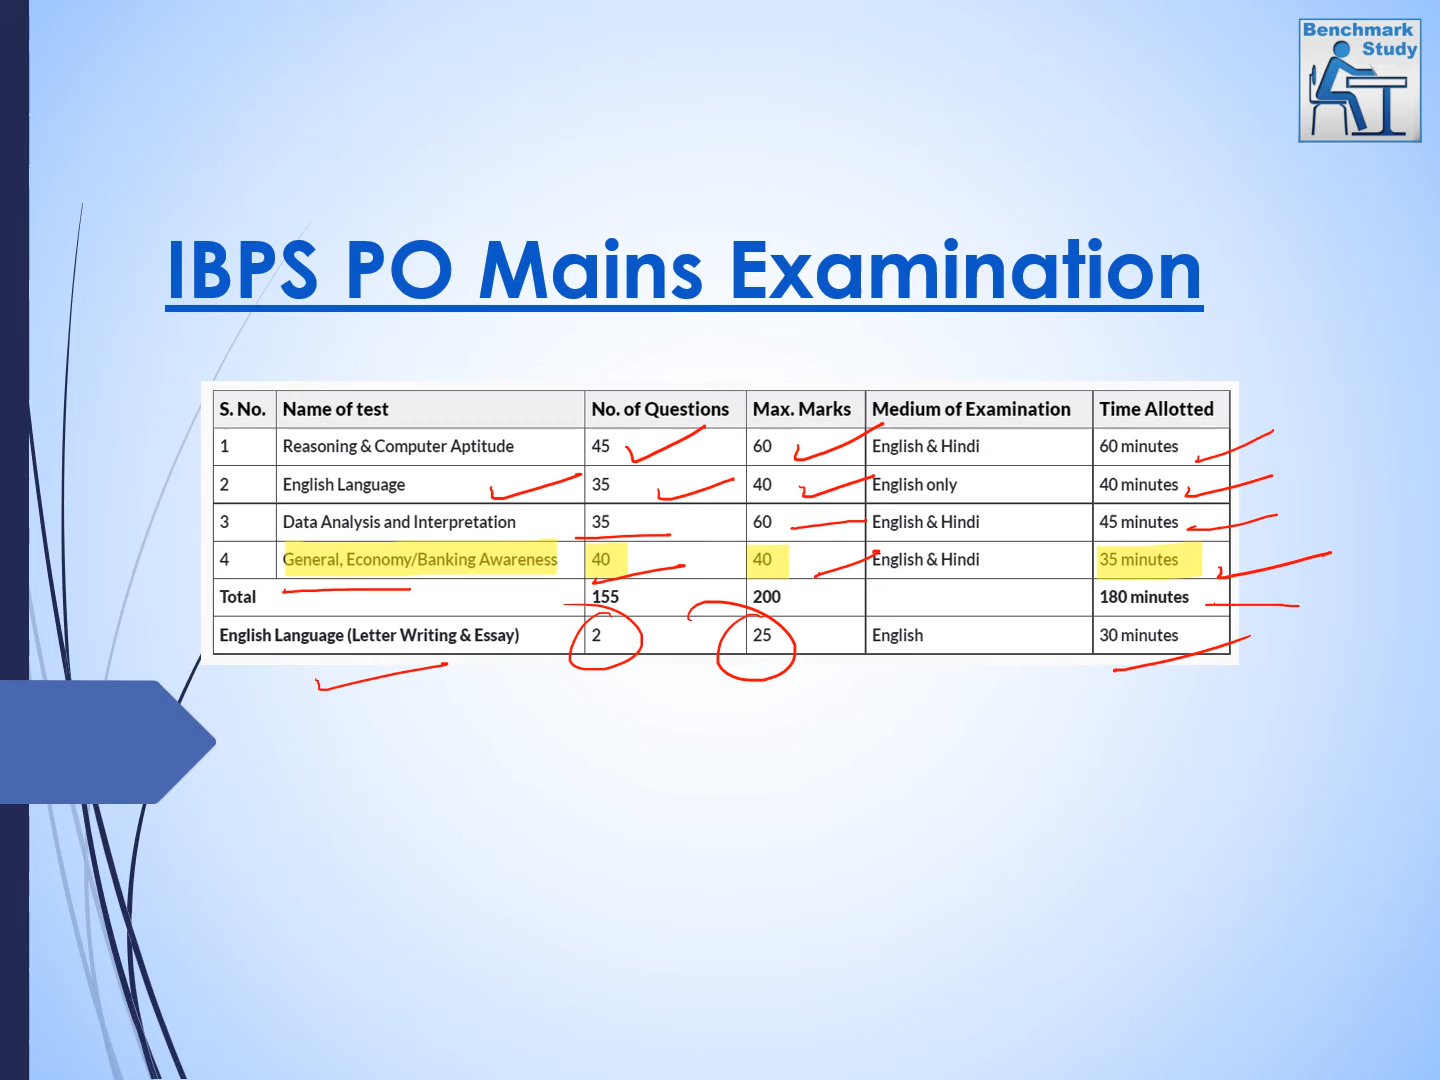 Benchmark
Study
IBPS PO Mains Examination
S. No. Name of test No. of Questions Max. Marks Medium of Examination Time Allotted
1 Reasoning & Computer Aptitude 45 60 English & Hindi 60 minutes
2 English Language 35 40 English only 40 minutes
3 Data Analysis and Interpretation 35 60 English & Hindi 45 minutes
4 General, Economy/Banking Awareness 40 40 English & Hindi 35 minutes
Total 155 200 180 minutes
English Language (Letter Writing & Essay) 2 25 English 30 minutes